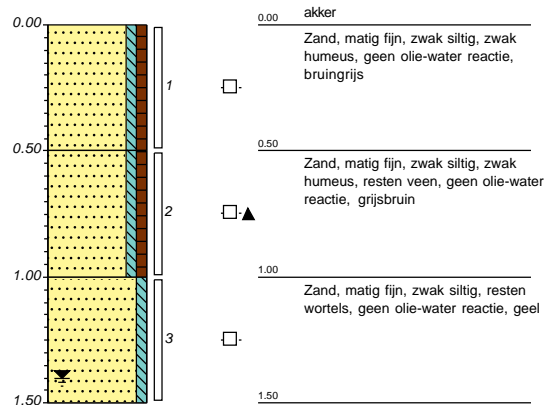 0.00
0.50
1.00
1.50
1
2
3
0.00
akker
Zand, matig fijn, zwak siltig, zwak
humeus, geen olie-water reactie,
bruingrijs
0.50
Zand, matig fijn, zwak siltig, zwak
humeus, resten veen, geen olie-water
reactie, grijsbruin
1.00
Zand, matig fijn, zwak siltig, resten
wortels, geen olie-water reactie, geel
1.50